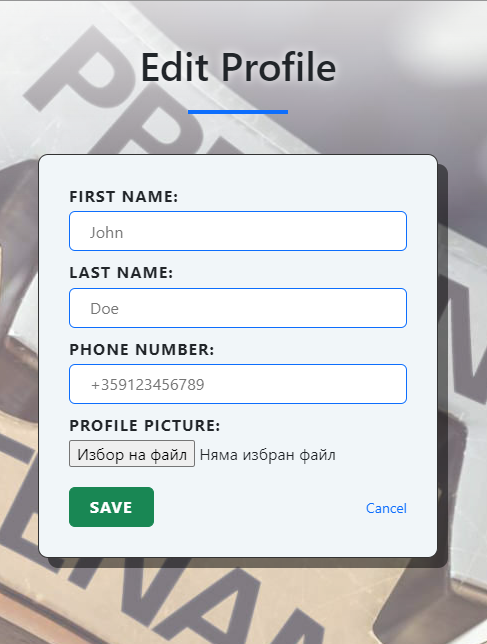 Edit Profile
FIRST NAME:
John
LAST NAME:
Doe
PHONE NUMBER:
+359123456789
PROFILE PICTURE:
Избор на файл Няма избран файл
SAVE Cancel